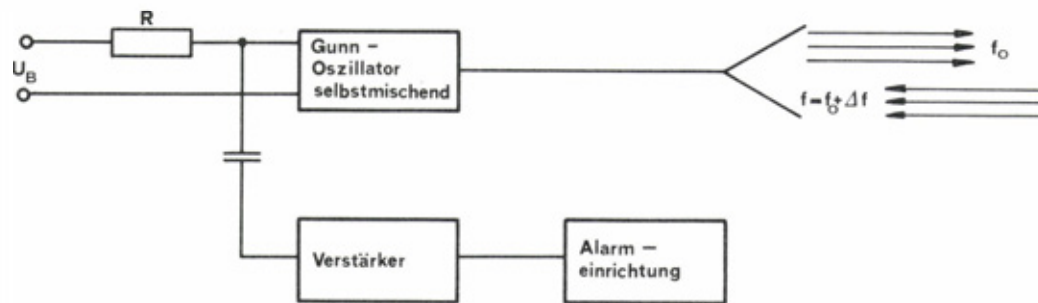 R
U_B
Gunn –
Oszillator
selbstmischend
f_o
f=f_o+Δf
Verstärker
Alarm –
einrichtung